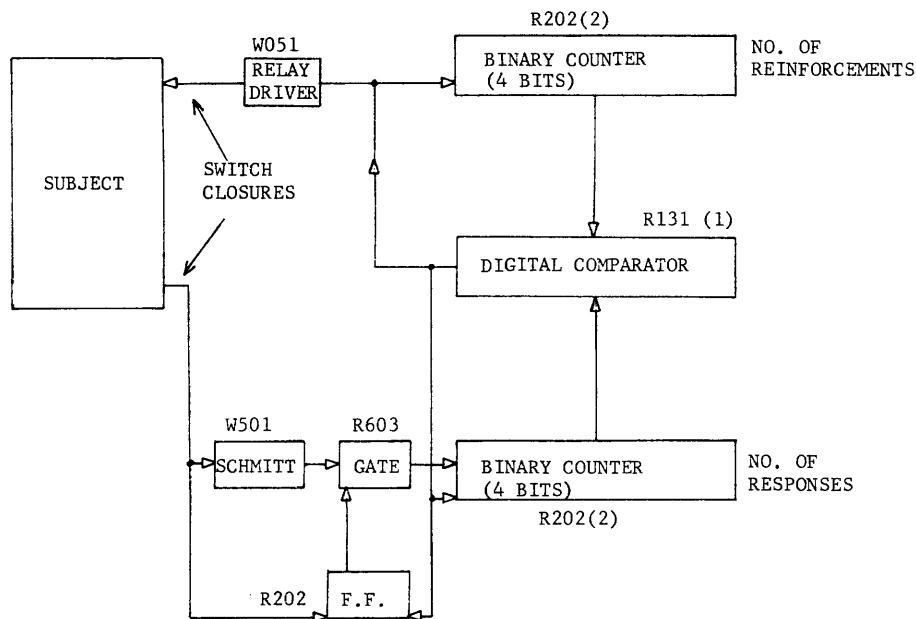 R202(2)
W051
BINARY COUNTER
(4 BITS)
NO. OF
REINFORCEMENTS
RELAY
DRIVER
SWITCH
CLOSURES
SUBJECT
R131 (1)
DIGITAL COMPARATOR
W501
R603
SCHMITT
GATE
BINARY COUNTER
(4 BITS)
NO. OF
RESPONSES
R202(2)
R202
F.F.